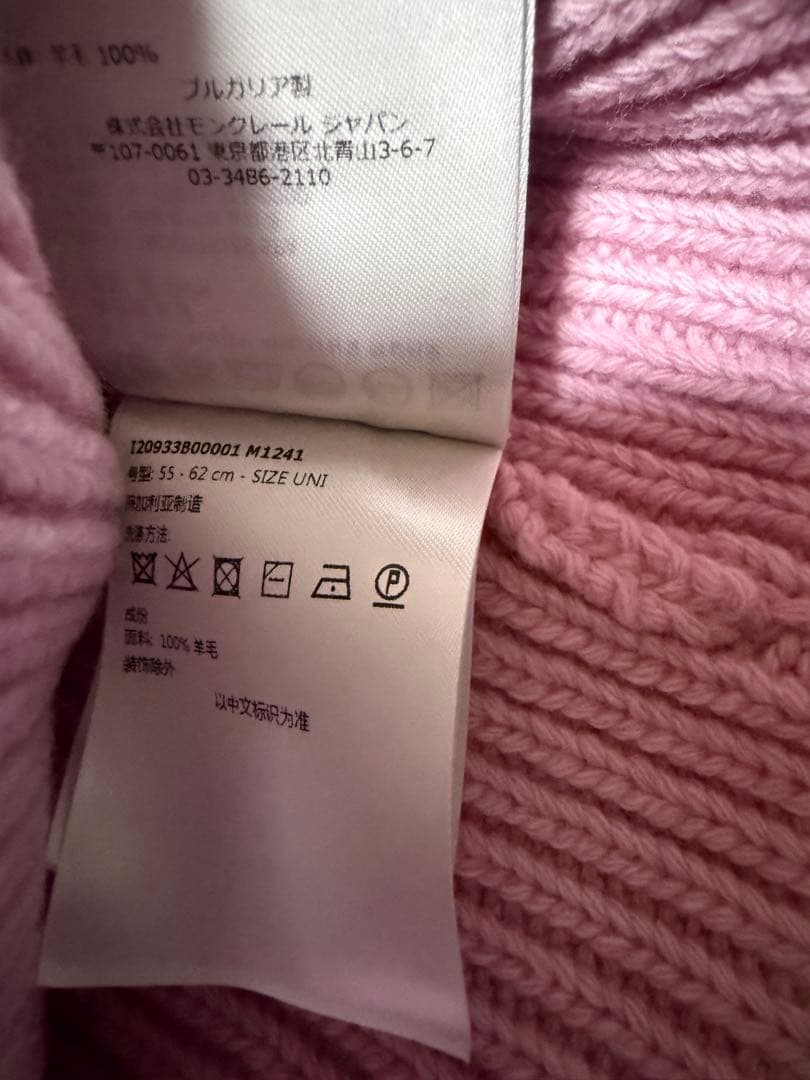 羊毛 100%
ブルガリア製
株式会社モンクレール ジャパン
〒107-0061 東京都港区北青山3-6-7
03-3486-2110
I20933B00001 M1241
号型: 55 - 62 cm - SIZE UNI
保加利亚制造
洗涤方法:
P
成份
面料: 100% 羊毛
装饰除外
以中文标识为准